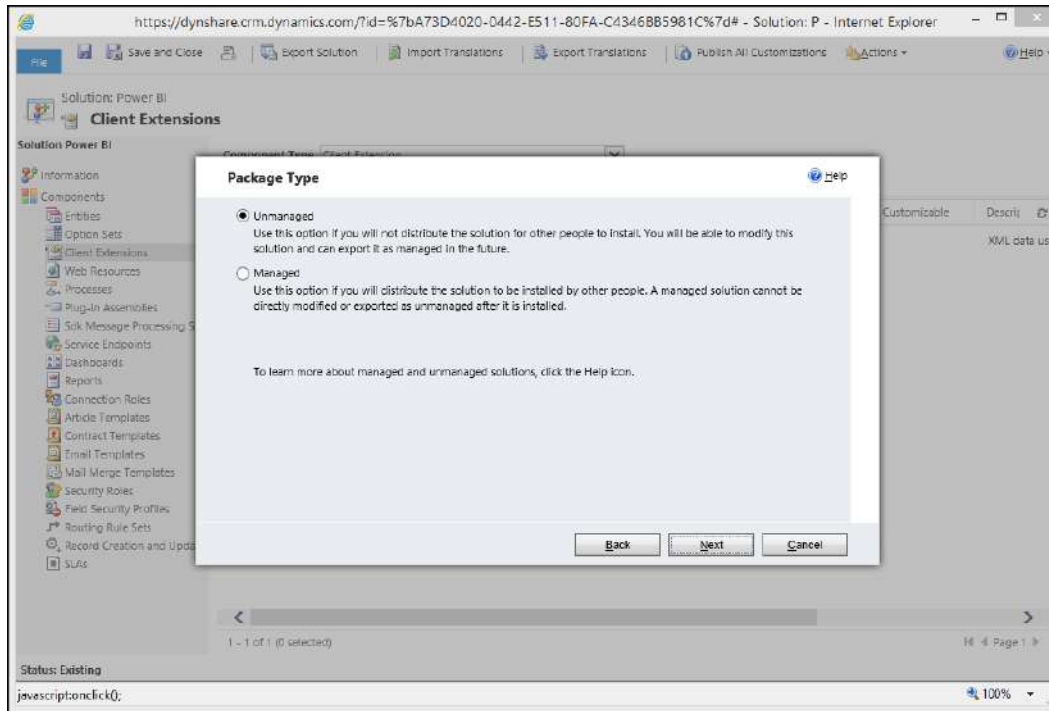 https://dynshare.crm.dynamics.com/?id=%7bA73D4020-0442-E511-80FA-C4346BB5981C%7d# - Solution: P - Internet Explorer
File
Save and Close
Export Solution
Import Translations
Export Translations
Publish All Customizations
Actions
Help
Solution: Power BI
Client Extensions
Solution Power BI
Component Type Client Extension
Information
Components
Entities
Option Sets
Client Extensions
Web Resources
Processes
Plug-in Assemblies
Sdk Message Processing S
Service Endpoints
Dashboards
Reports
Connection Roles
Article Templates
Contract Templates
Email Templates
Mail Merge Templates
Security Roles
Field Security Profiles
Routing Rule Sets
Record Creation and Upda
SLAs
Customizable
Descrip
XML data us
Package Type
Help
Unmanaged
Use this option if you will not distribute the solution for other people to install. You will be able to modify this
solution and can export it as managed in the future.
Managed
Use this option if you will distribute the solution to be installed by other people. A managed solution cannot be
directly modified or exported as unmanaged after it is installed.
To learn more about managed and unmanaged solutions, click the Help icon.
Back
Next
Cancel
1 - 1 of 1 (0 selected)
Page 1
Status: Existing
javascript:onclick();
100%